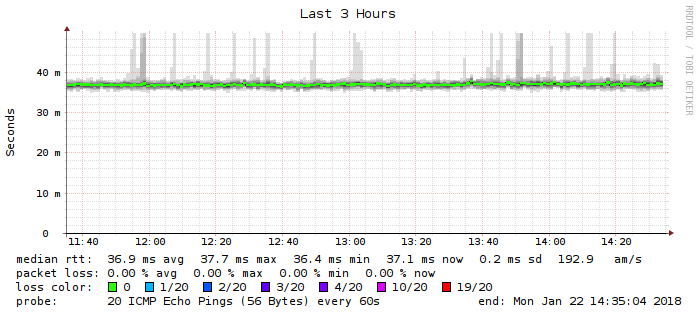 Last 3 Hours
RRDTOOL / TOBI OETIKER
Seconds
40 m
30 m
20 m
10 m
0
11:40 12:00 12:20 12:40 13:00 13:20 13:40 14:00 14:20
median rtt: 36.9 ms avg 37.7 ms max 36.4 ms min 37.1 ms now 0.2 ms sd 192.9 am/s
packet loss: 0.00 % avg 0.00 % max 0.00 % min 0.00 % now
loss color: 0 1/20 2/20 3/20 4/20 10/20 19/20
probe: 20 ICMP Echo Pings (56 Bytes) every 60s end: Mon Jan 22 14:35:04 2018